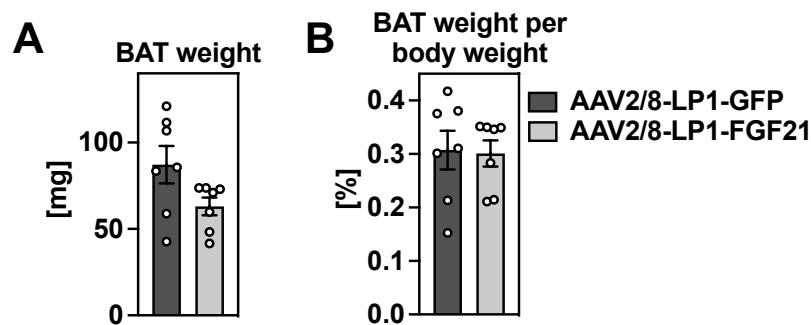 A
BAT weight
[mg]
100
50
0
B
BAT weight per
body weight
[%]
0.4
0.3
0.2
0.1
0.0
AAV2/8-LP1-GFP
AAV2/8-LP1-FGF21